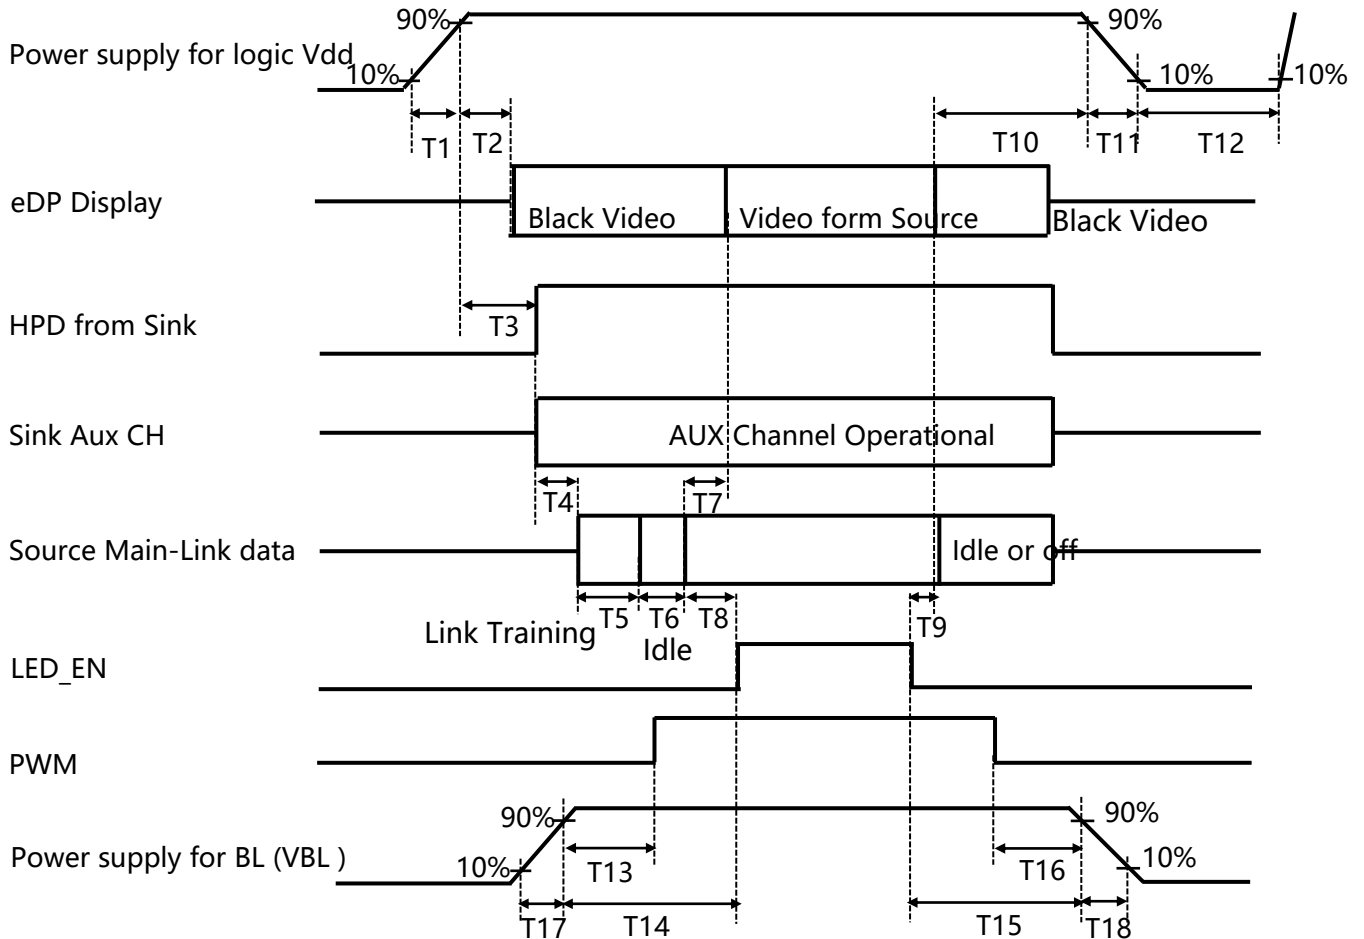 90%
90%
Power supply for logic Vdd
10%
10%
10%
T1
T2
T10
T11
T12
eDP Display
Black Video
Video form Source
Black Video
HPD from Sink
T3
Sink Aux CH
AUX Channel Operational
T4
T7
Source Main-Link data
Idle or off
T5
T6
T8
T9
Link Training
Idle
LED_EN
PWM
90%
90%
Power supply for BL (VBL )
10%
10%
T13
T16
T17
T14
T15
T18